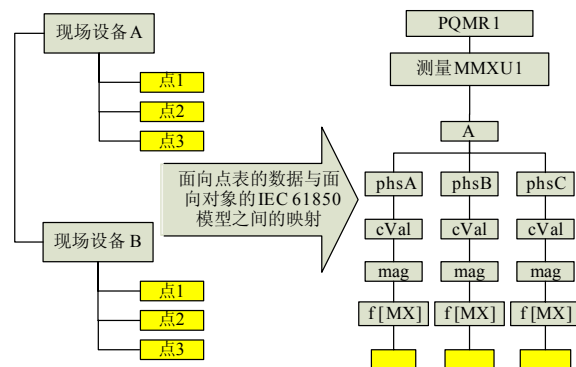 现场设备A
点1
点2
点3
现场设备 B
点1
点2
点3
面向点表的数据与面
向对象的IEC 61850
模型之间的映射
PQMR1
测量MMXU1
A
phsA
phsB
phsC
cVal
cVal
cVal
mag
mag
mag
f[MX]
f[MX]
f[MX]